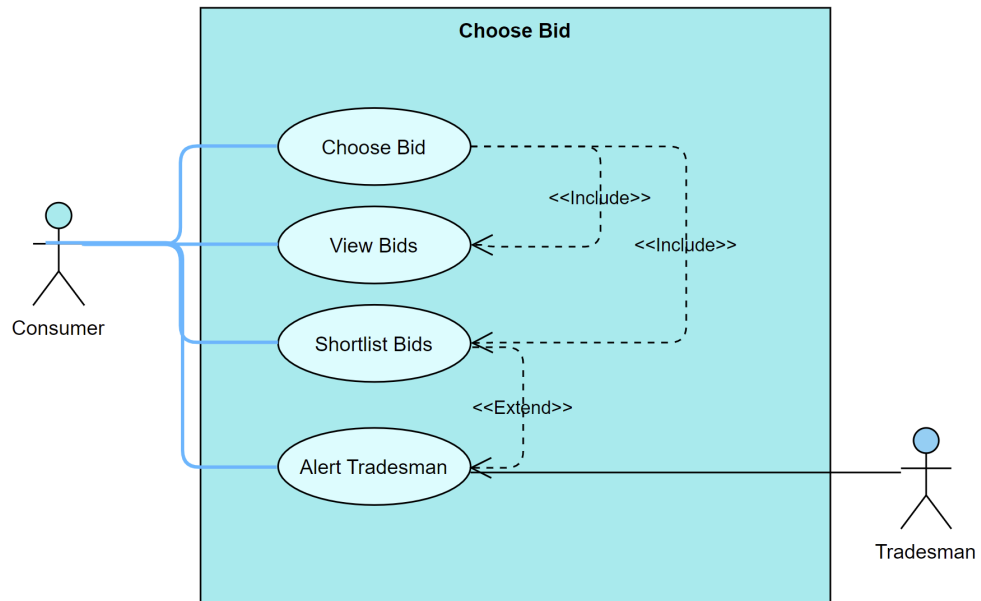 Choose Bid
Choose Bid
<<Include>>
View Bids
<<Include>>
Consumer
Shortlist Bids
<<Extend>>
Alert Tradesman
Tradesman